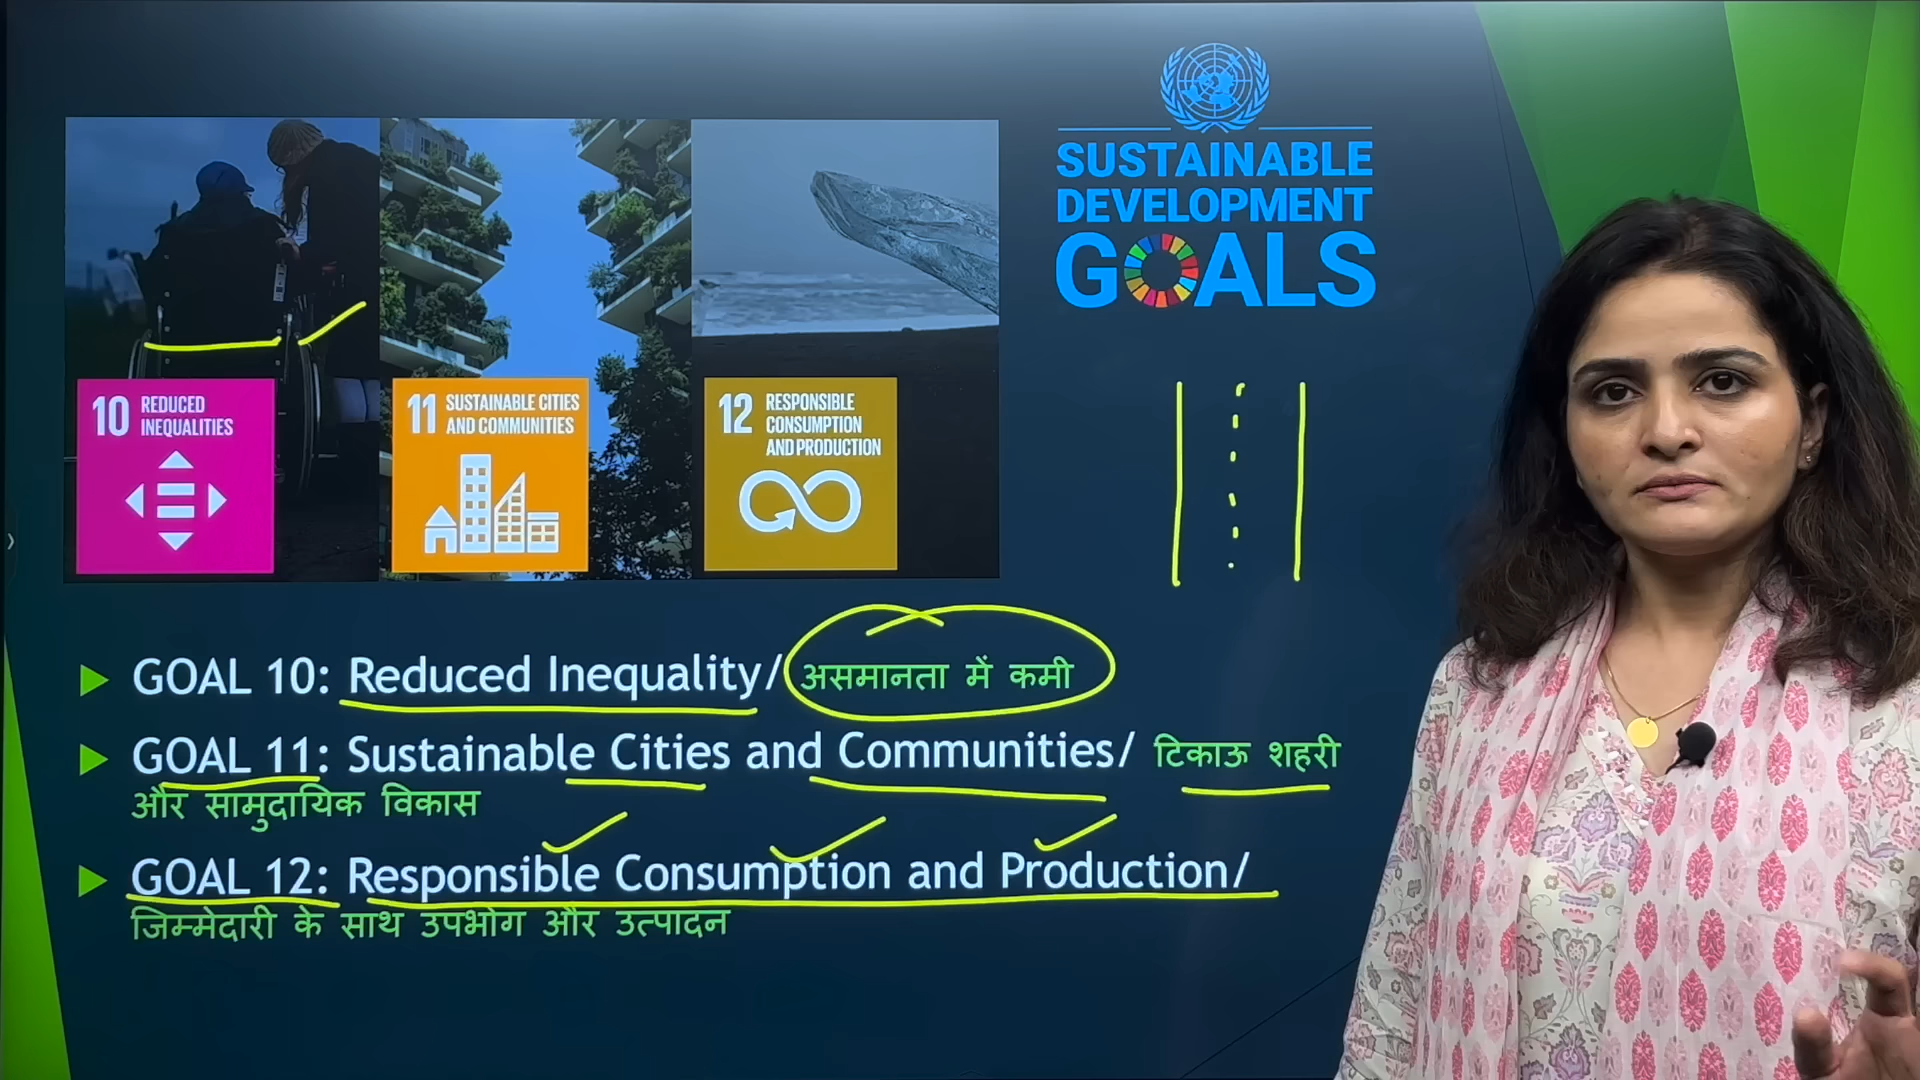 SUSTAINABLE
DEVELOPMENT
GOALS
10 REDUCED
INEQUALITIES
11 SUSTAINABLE CITIES
AND COMMUNITIES
12 RESPONSIBLE
CONSUMPTION
AND PRODUCTION
GOAL 10: Reduced Inequality/ असमानता में कमी
GOAL 11: Sustainable Cities and Communities/ टिकाऊ शहरी
और सामुदायिक विकास
GOAL 12: Responsible Consumption and Production/
जिम्मेदारी के साथ उपभोग और उत्पादन